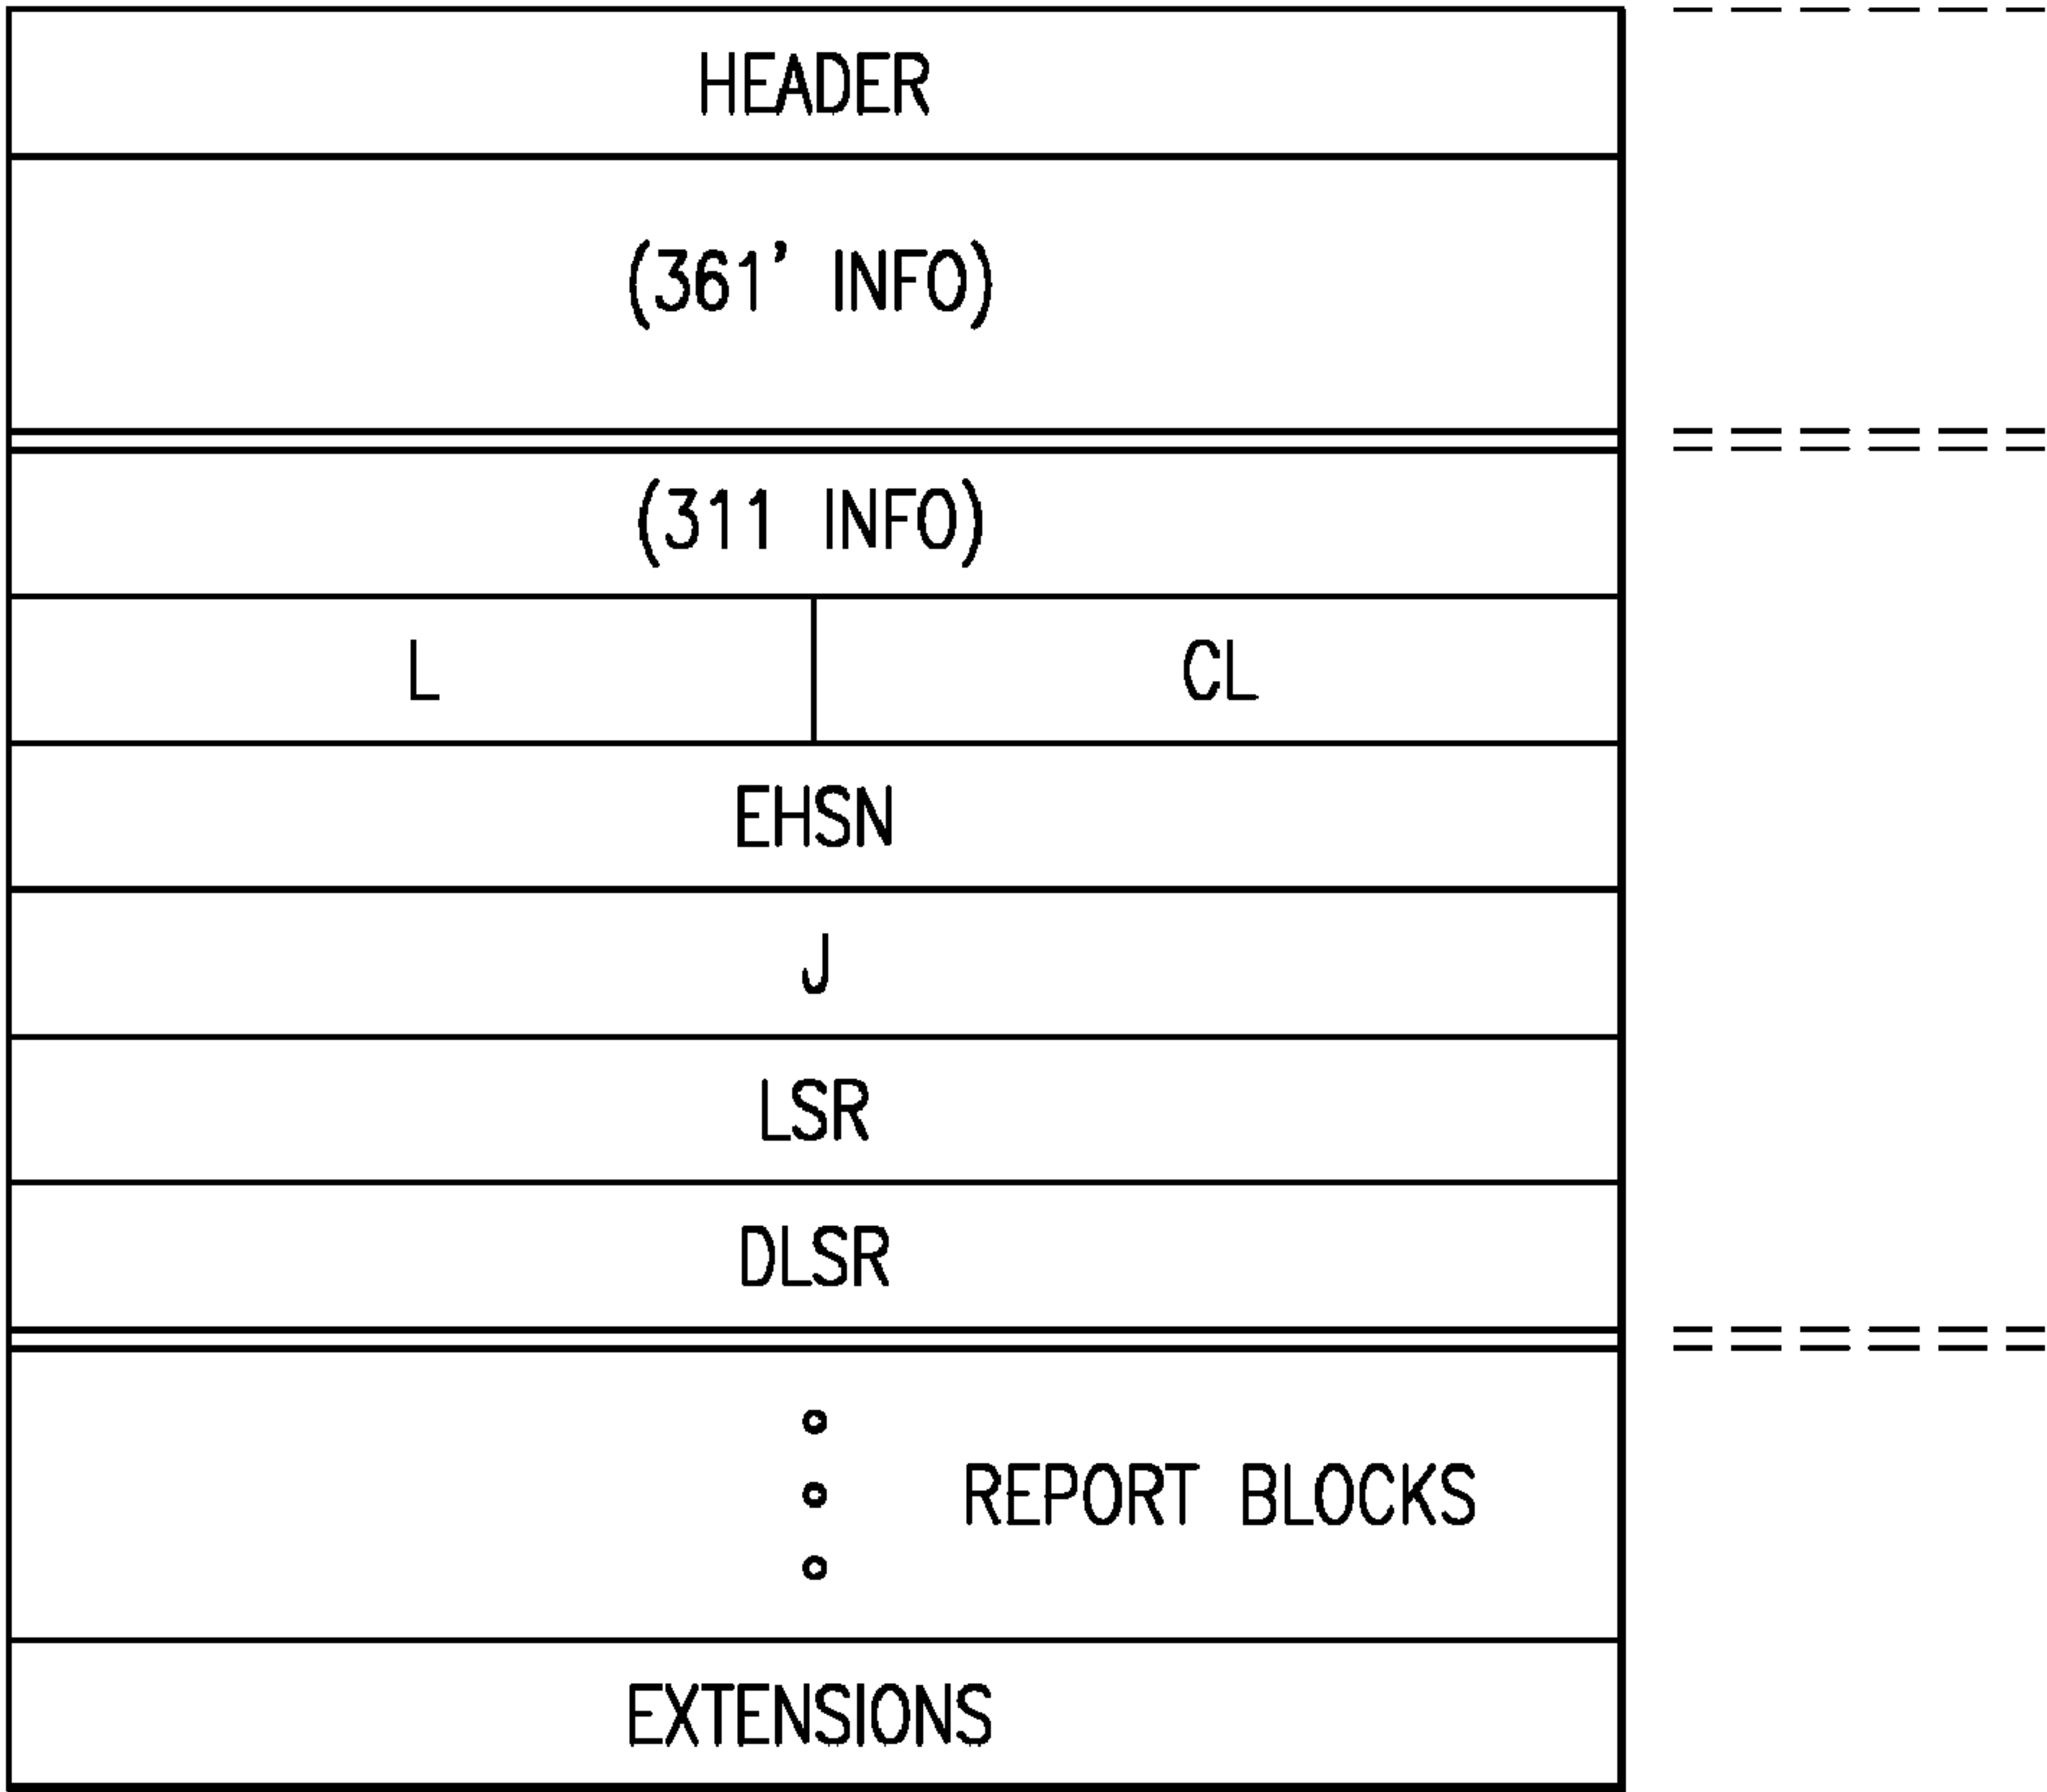 HEADER
(361’ INFO)
(311 INFO)
L CL
EHSN
J
LSR
DLSR
REPORT BLOCKS
EXTENSIONS